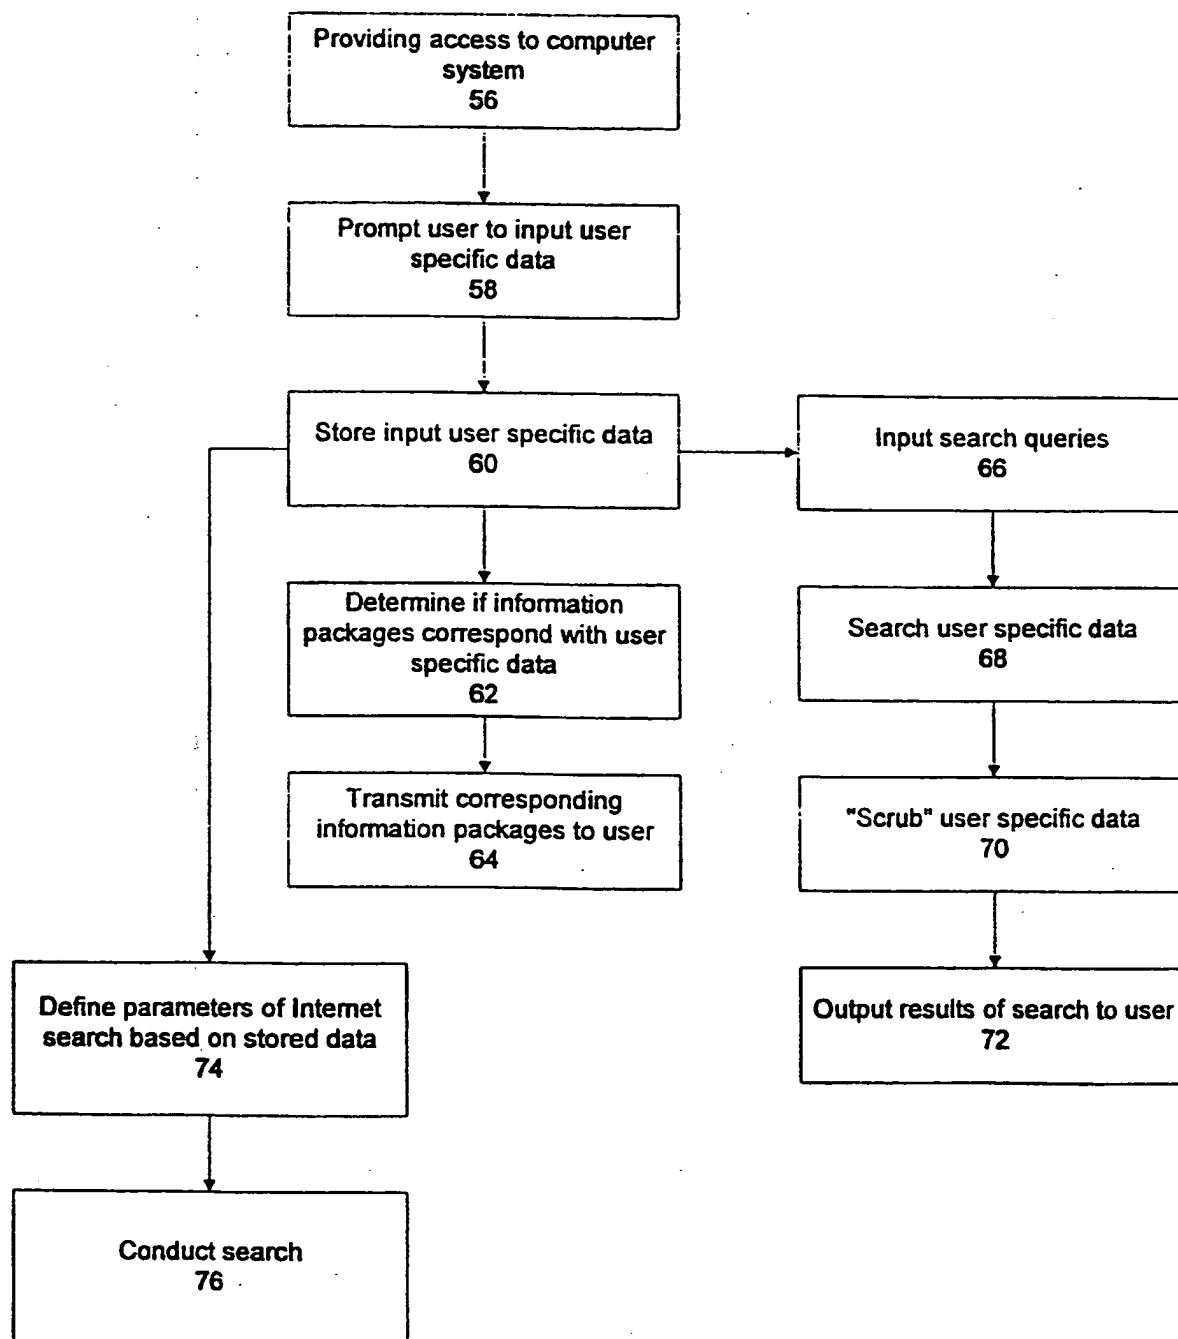 Providing access to computer
system
56
Prompt user to input user
specific data
58
Store input user specific data
60
Input search queries
66
Determine if information
packages correspond with user
specific data
62
Search user specific data
68
Transmit corresponding
information packages to user
64
"Scrub" user specific data
70
Define parameters of Internet
search based on stored data
74
Output results of search to user
72
Conduct search
76